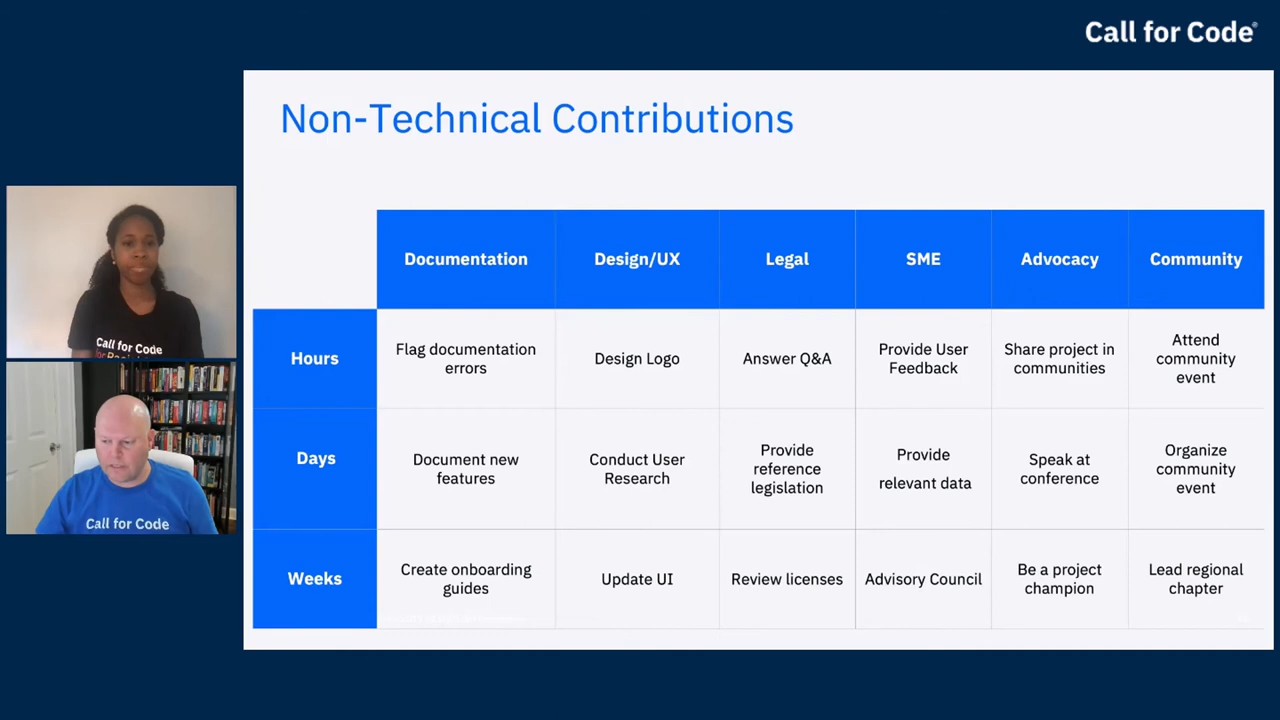 Call for Code®
Non-Technical Contributions
Documentation
Design/UX
Legal
SME
Advocacy
Community
Hours
Flag documentation
errors
Design Logo
Answer Q&A
Provide User
Feedback
Share project in
communities
Attend
community
event
Days
Document new
features
Conduct User
Research
Provide
reference
legislation
Provide
relevant data
Speak at
conference
Organize
community
event
Weeks
Create onboarding
guides
Update UI
Review licenses
Advisory Council
Be a project
champion
Lead regional
chapter
Call for Code
Call for Code